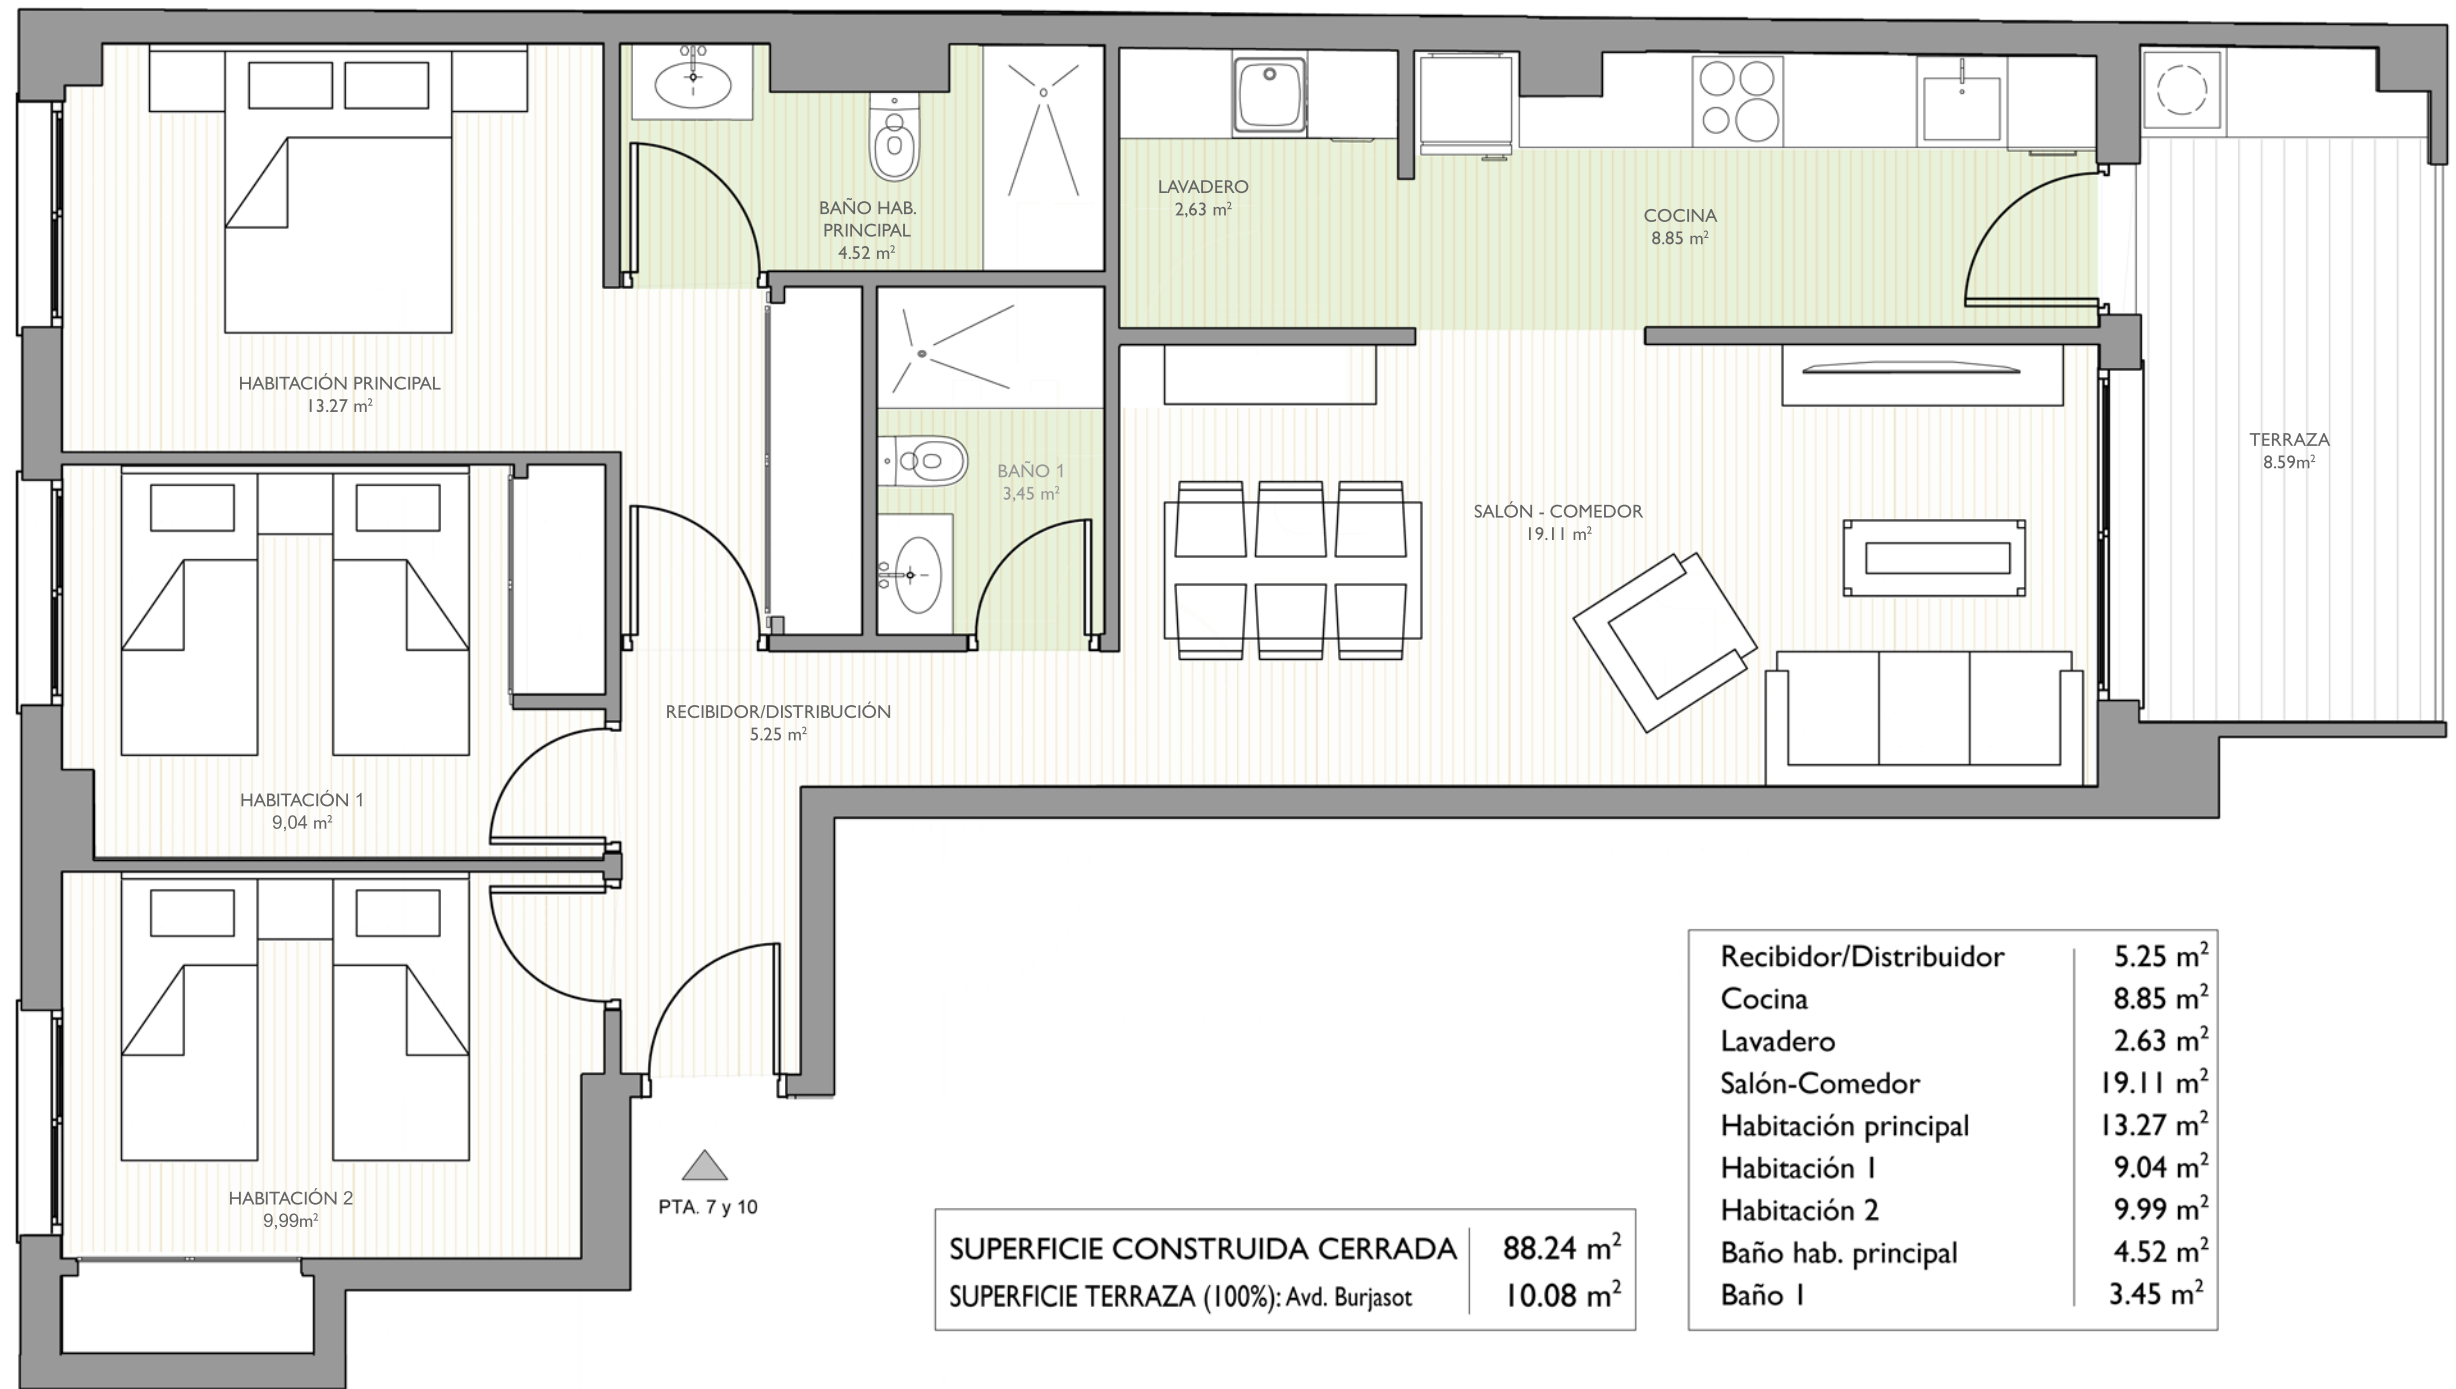 BAÑO HAB.
PRINCIPAL
4.52 m²
LAVADERO
2,63 m²
COCINA
8.85 m²
HABITACIÓN PRINCIPAL
13.27 m²
BAÑO 1
3,45 m²
SALÓN - COMEDOR
19.11 m²
TERRAZA
8.59m²
RECIBIDOR/DISTRIBUCIÓN
5.25 m²
HABITACIÓN 1
9,04 m²
HABITACIÓN 2
9,99m²
PTA. 7 y 10
SUPERFICIE CONSTRUIDA CERRADA 88.24 m²
SUPERFICIE TERRAZA (100%): Avd. Burjasot 10.08 m²
Recibidor/Distribuidor 5.25 m²
Cocina 8.85 m²
Lavadero 2.63 m²
Salón-Comedor 19.11 m²
Habitación principal 13.27 m²
Habitación 1 9.04 m²
Habitación 2 9.99 m²
Baño hab. principal 4.52 m²
Baño 1 3.45 m²